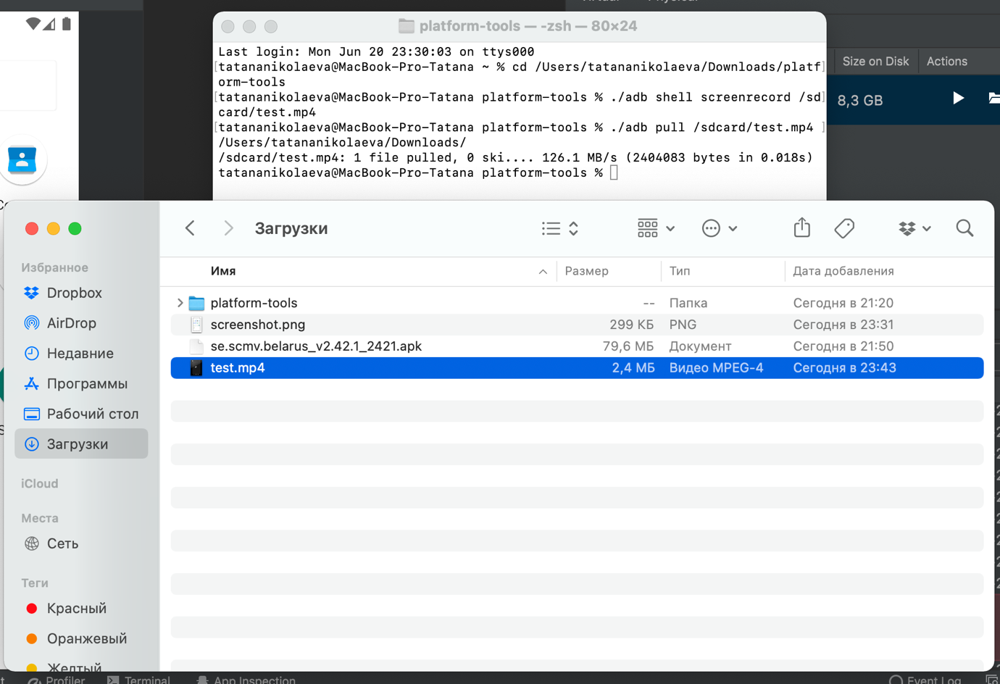 platform-tools — -zsh — 80×24
Last login: Mon Jun 20 23:30:03 on ttys000
[tatananikolaeva@MacBook-Pro-Tatana ~ % cd /Users/tatananikolaeva/Downloads/platf]
orm-tools
[tatananikolaeva@MacBook-Pro-Tatana platform-tools % ./adb shell screenrecord /sd]
card/test.mp4
[tatananikolaeva@MacBook-Pro-Tatana platform-tools % ./adb pull /sdcard/test.mp4 ]
/Users/tatananikolaeva/Downloads/
/sdcard/test.mp4: 1 file pulled, 0 ski.... 126.1 MB/s (2404083 bytes in 0.018s)
tatananikolaeva@MacBook-Pro-Tatana platform-tools %
Size on Disk Actions
8,3 GB
Загрузки
Имя Размер Тип Дата добавления
platform-tools -- Папка Сегодня в 21:20
screenshot.png 299 КБ PNG Сегодня в 23:31
se.scmv.belarus_v2.42.1_2421.apk 79,6 МБ Документ Сегодня в 21:50
test.mp4 2,4 МБ Видео MPEG-4 Сегодня в 23:43
Избранное
Dropbox
AirDrop
Недавние
Программы
Рабочий стол
Загрузки
iCloud
Места
Сеть
Теги
Красный
Оранжевый
Желтый
Profiler Terminal App Inspection Event Log